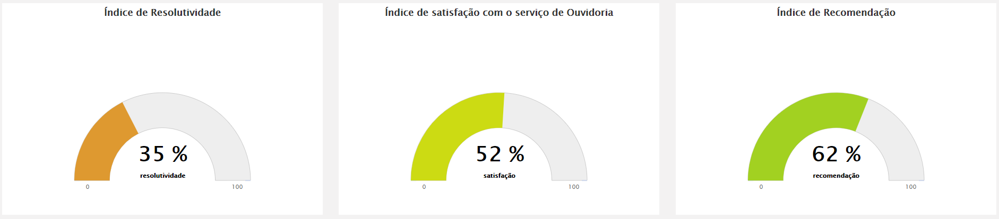 Índice de Resolutividade
35 %
resolutividade
0
100
Índice de satisfação com o serviço de Ouvidoria
52 %
satisfação
0
100
Índice de Recomendação
62 %
recomendação
0
100